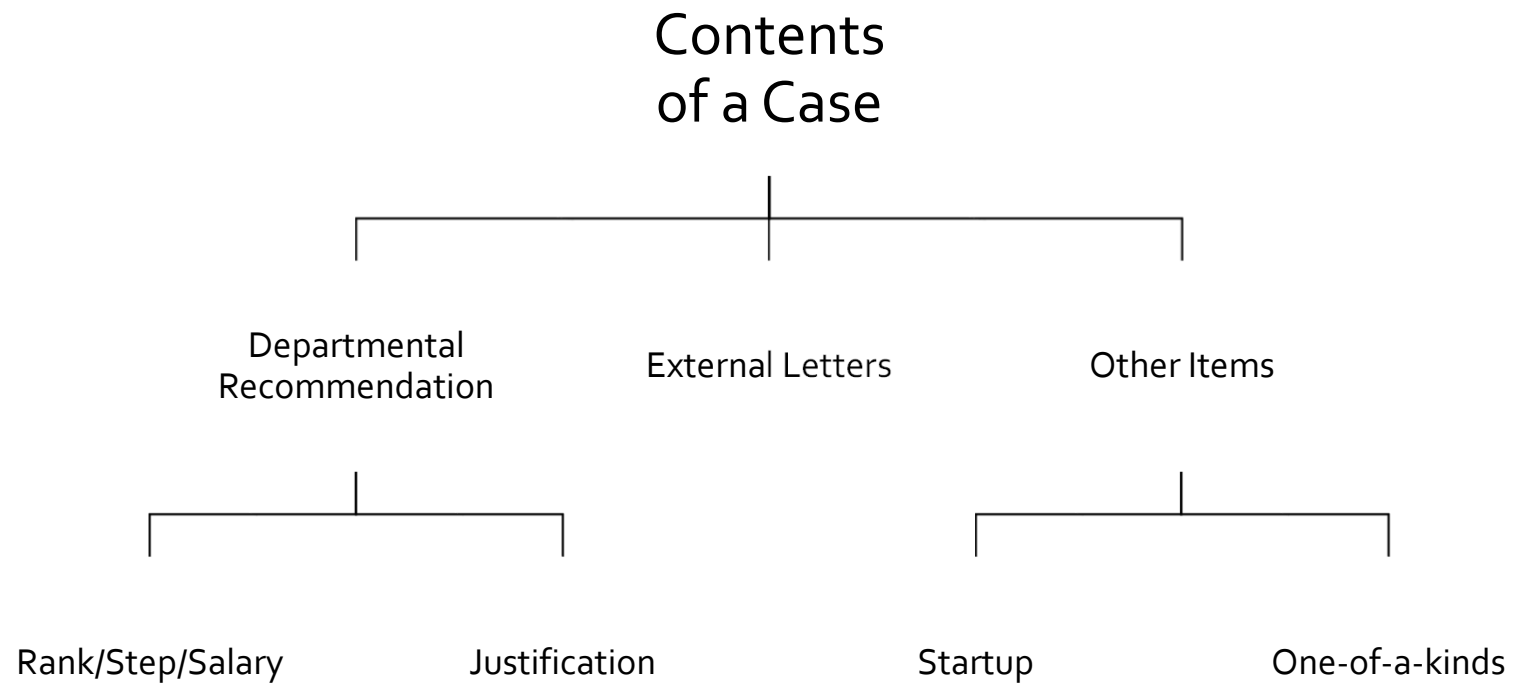 Contents
of a Case
Departmental
Recommendation
External Letters
Other Items
Rank/Step/Salary
Justification
Startup
One-of-a-kinds